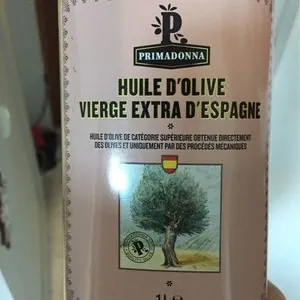 P
PRIMADONNA
HUILE D'OLIVE
VIERGE EXTRA D'ESPAGNE
HUILE D'OLIVE DE CATÉGORIE SUPÉRIEURE OBTENUE DIRECTEMENT
DES OLIVES ET UNIQUEMENT PAR DES PROCÉDÉS MÉCANIQUES
P
1L e